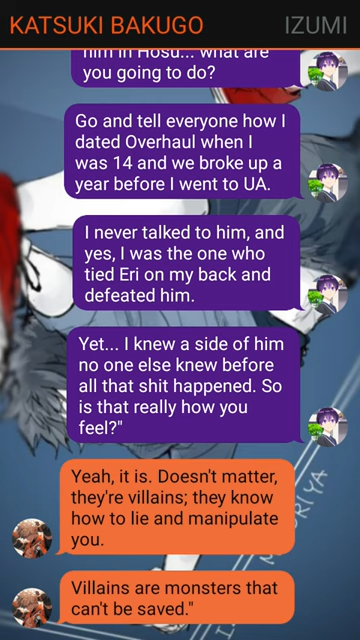 KATSUKI BAKUGO IZUMI
him in Hosu... what are
you going to do?
Go and tell everyone how I
dated Overhaul when I
was 14 and we broke up a
year before I went to UA.
I never talked to him, and
yes, I was the one who
tied Eri on my back and
defeated him.
Yet... I knew a side of him
no one else knew before
all that shit happened. So
is that really how you
feel?"
Yeah, it is. Doesn't matter,
they're villains; they know
how to lie and manipulate
you.
Villains are monsters that
can't be saved."